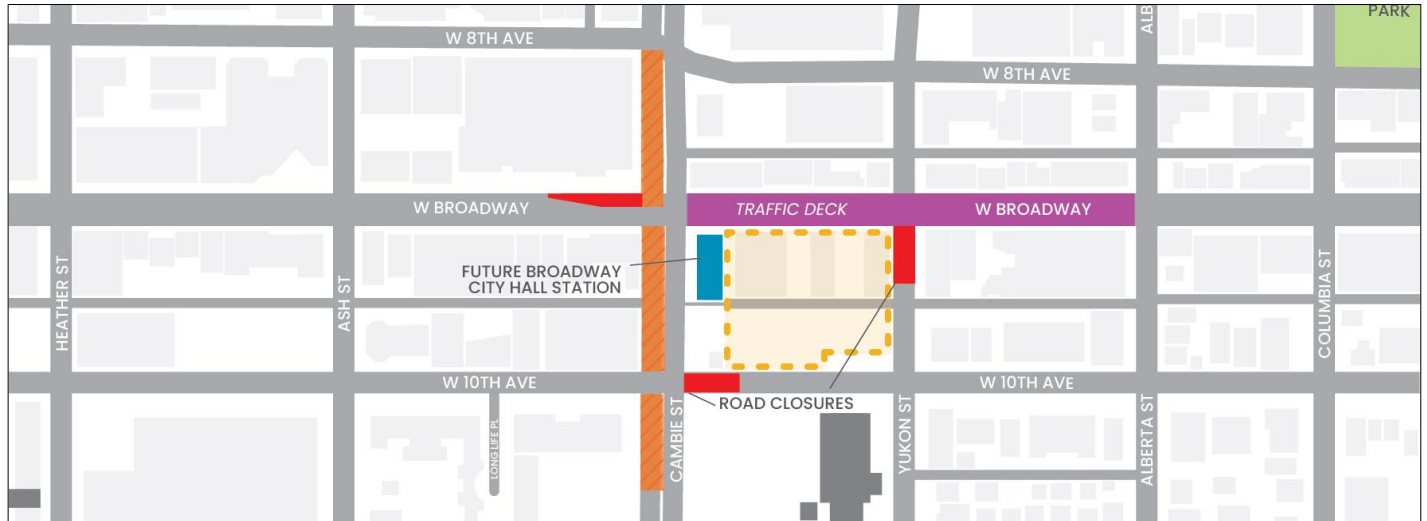 PARK
ALB
W 8TH AVE
W 8TH AVE
W BROADWAY
TRAFFIC DECK
W BROADWAY
FUTURE BROADWAY
CITY HALL STATION
HEATHER ST
ASH ST
COLUMBIA ST
W 10TH AVE
W 10TH AVE
ROAD CLOSURES
LONG LIFE PL
CAMBIE ST
YUKON ST
ALBERTA ST